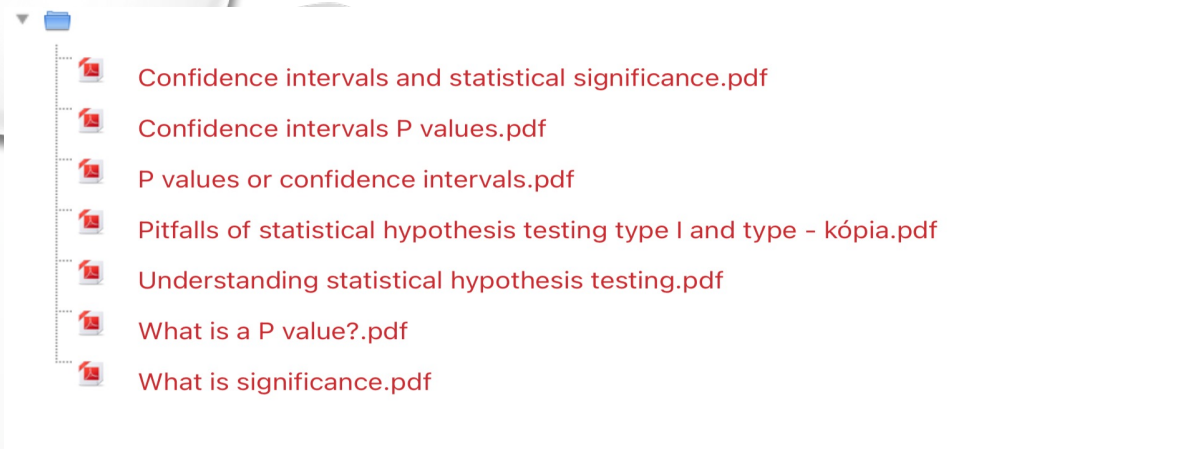 Confidence intervals and statistical significance.pdf
Confidence intervals P values.pdf
P values or confidence intervals.pdf
Pitfalls of statistical hypothesis testing type I and type - kópia.pdf
Understanding statistical hypothesis testing.pdf
What is a P value?.pdf
What is significance.pdf